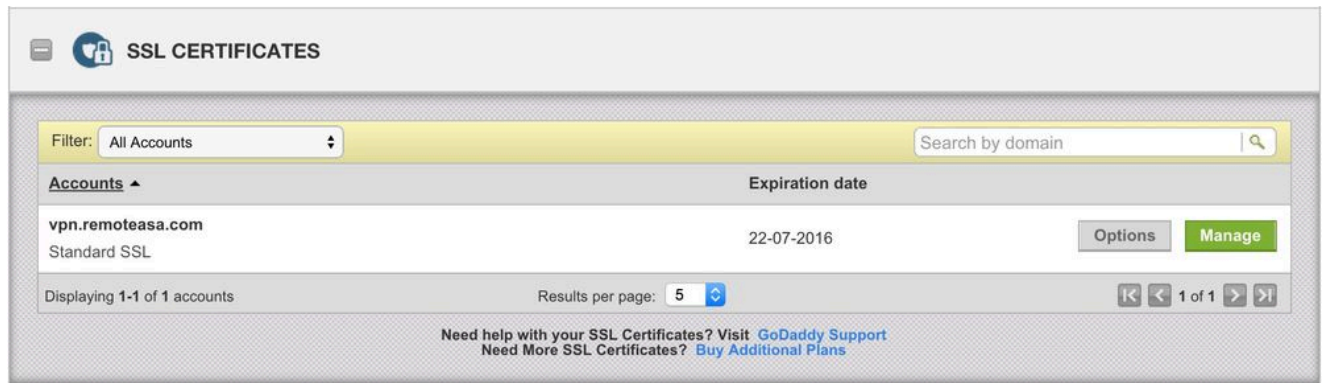 SSL CERTIFICATES
Filter: All Accounts Search by domain
Accounts Expiration date
vpn.remoteasa.com
Standard SSL 22-07-2016 Options Manage
Displaying 1-1 of 1 accounts Results per page: 5 1 of 1
Need help with your SSL Certificates? Visit GoDaddy Support
Need More SSL Certificates? Buy Additional Plans